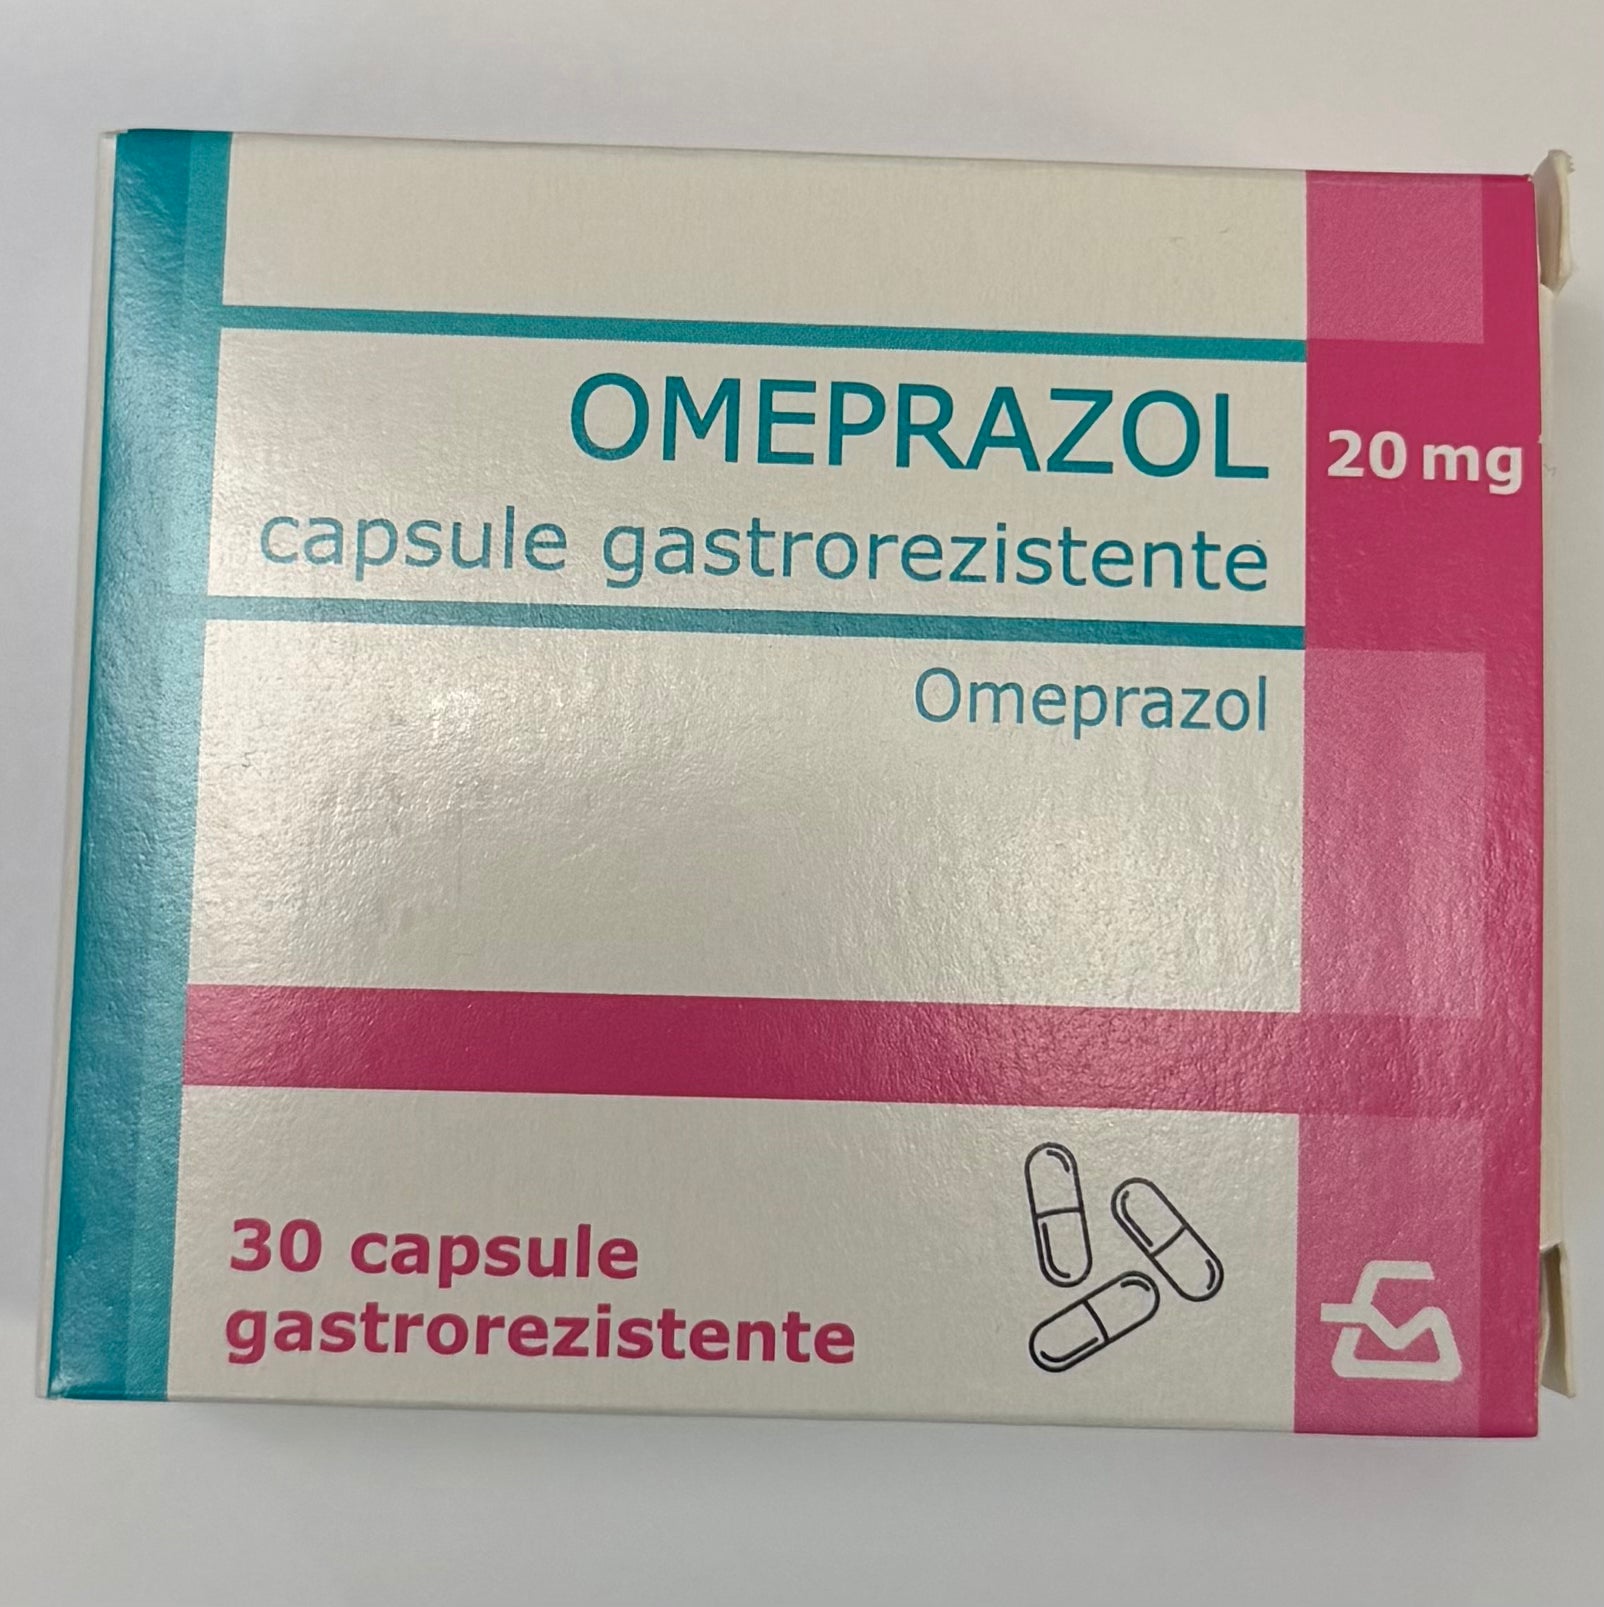 OMEPRAZOL
20 mg
capsule gastrorezistente
Omeprazol
30 capsule
gastrorezistente